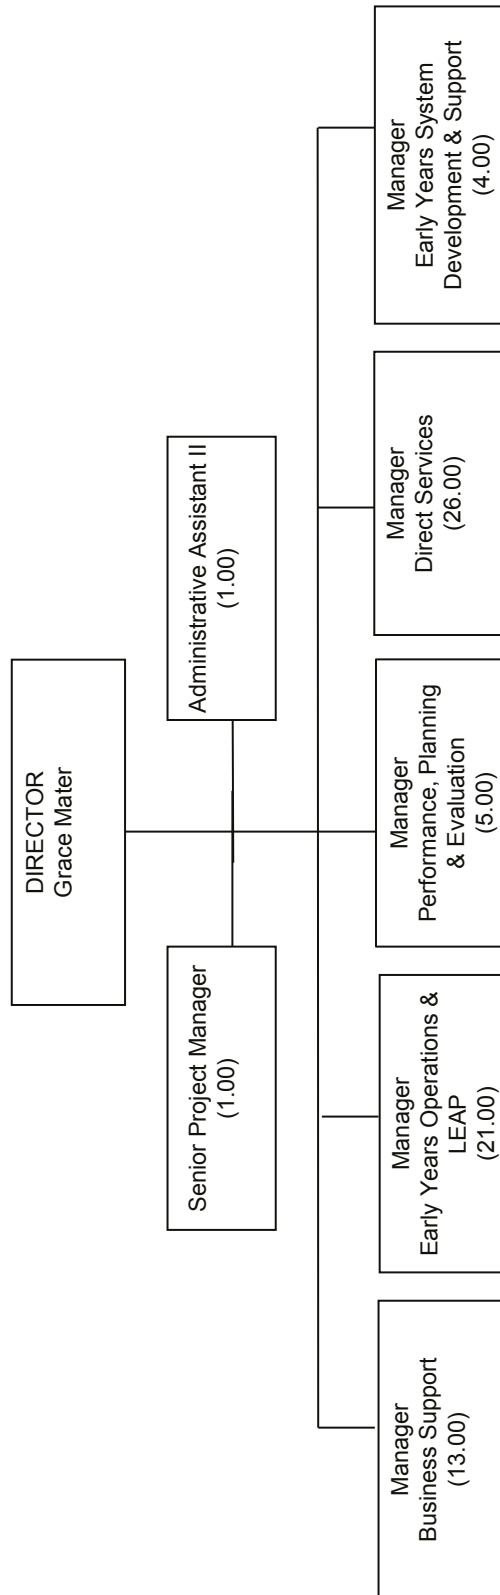 DIRECTOR
Grace Mater
Senior Project Manager
(1.00)
Administrative Assistant II
(1.00)
Manager
Business Support
(13.00)
Manager
Early Years Operations &
LEAP
(21.00)
Manager
Performance, Planning
& Evaluation
(5.00)
Manager
Direct Services
(26.00)
Manager
Early Years System
Development & Support
(4.00)